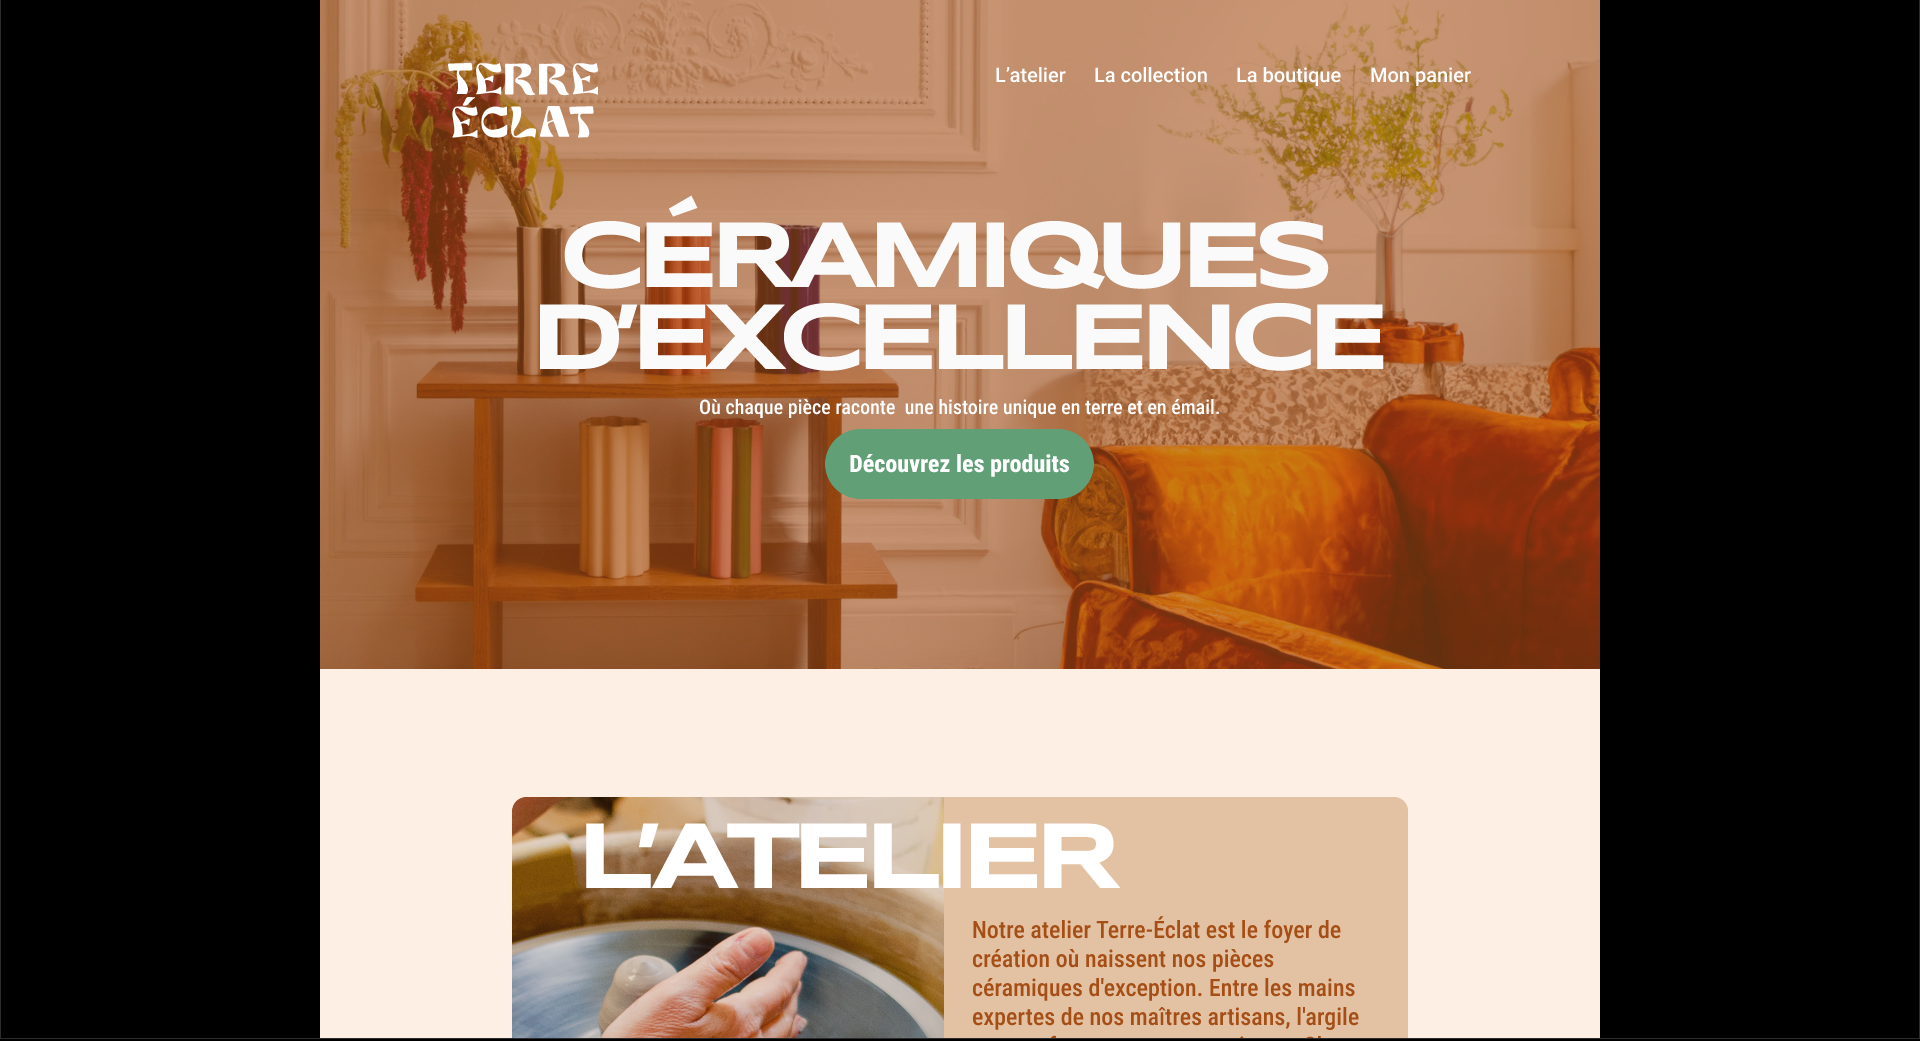 TERRE
ÉCLAT
L’atelier La collection La boutique Mon panier
CÉRAMIQUES
D’EXCELLENCE
Où chaque pièce raconte  une histoire unique en terre et en émail.
Découvrez les produits
L’ATELIER
Notre atelier Terre-Éclat est le foyer de
création où naissent nos pièces
céramiques d'exception. Entre les mains
expertes de nos maîtres artisans, l'argile